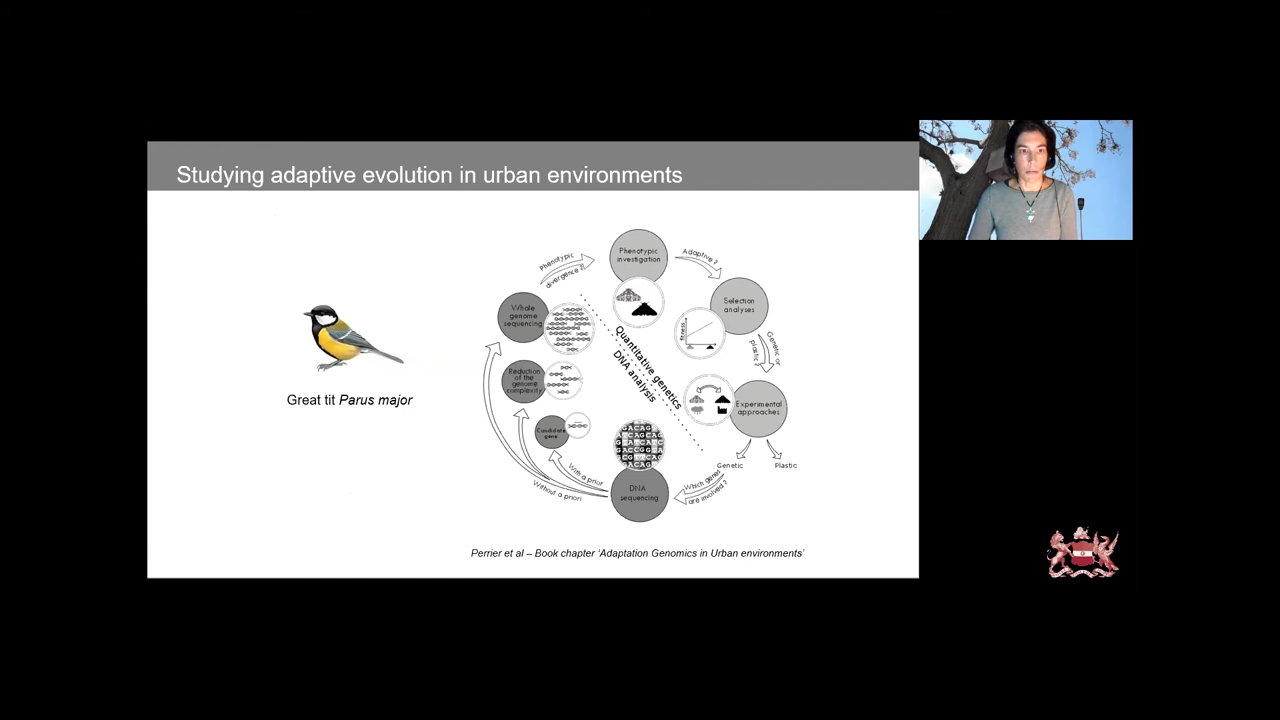 Studying adaptive evolution in urban environments
Great tit Parus major
Phenotypic
investigation
Adaptive ?
Selection
analyses
fitness
Genetic or
plastic ?
Experimental
approaches
Genetic
Plastic
Which genes
are involved ?
DNA
sequencing
GACAGT
With a prior
Without a priori
Candidate
gene
Reduction
of the
genome
complexity
Whole
genome
sequencing
Phenotypic
divergence ?
Quantitative genetics
DNA analysis
Perrier et al – Book chapter ‘Adaptation Genomics in Urban environments’